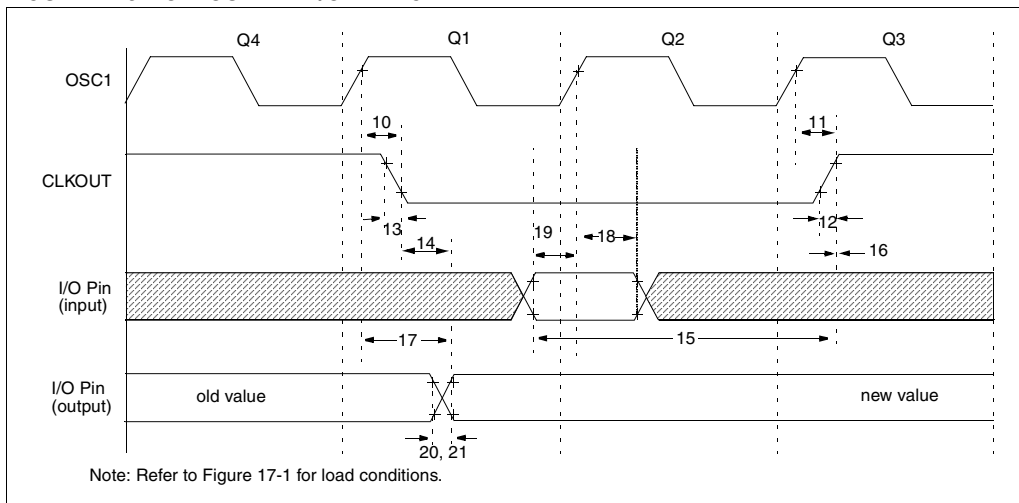 Q4 Q1 Q2 Q3
OSC1
10 11
CLKOUT
13 12
14 19 18 16
I/O Pin
(input)
17 15
I/O Pin
(output)
old value new value
20, 21
Note: Refer to Figure 17-1 for load conditions.